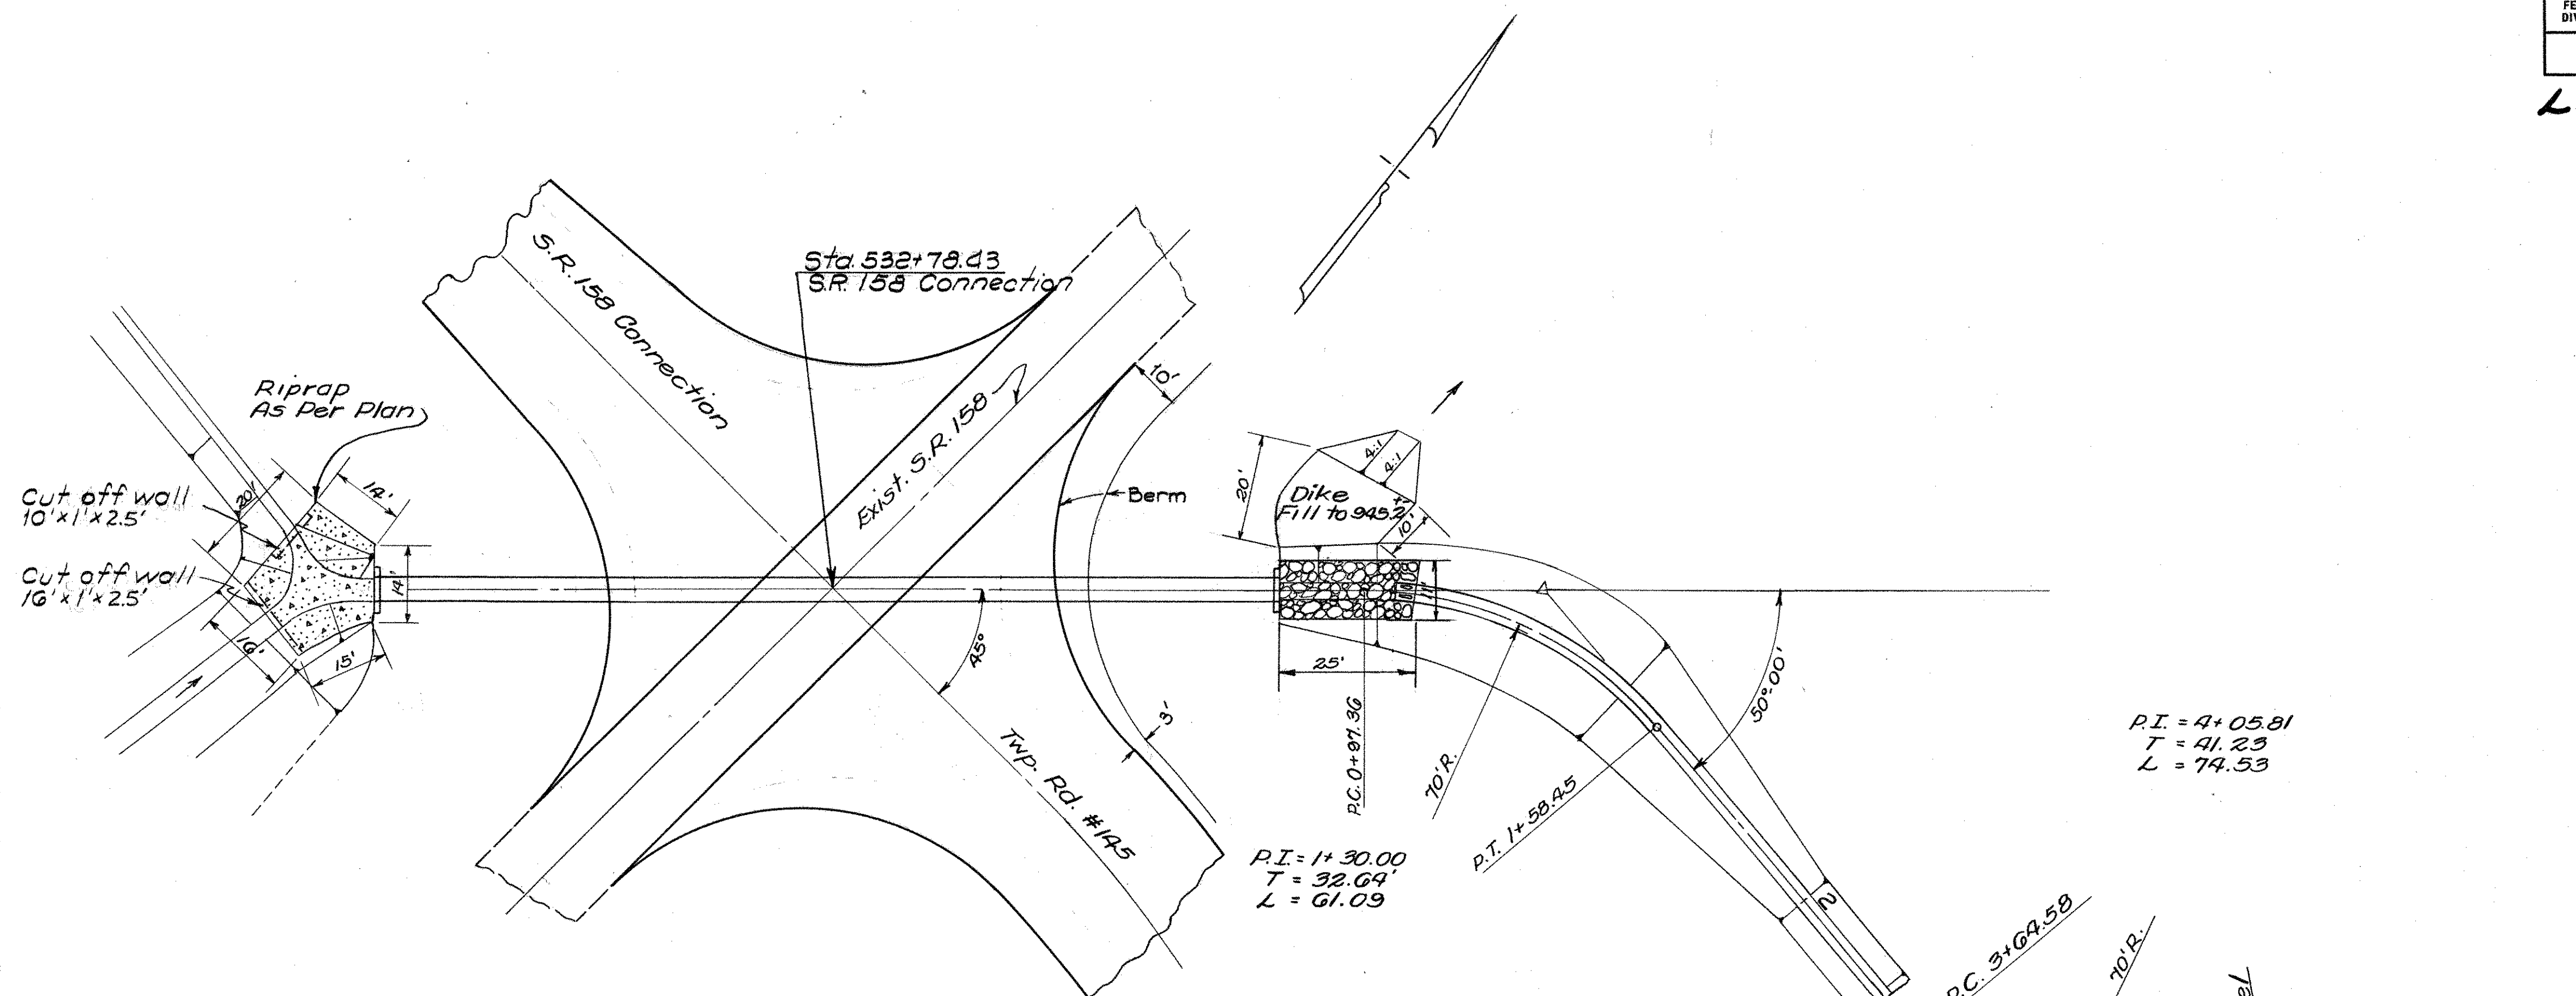 FE
DIV
L
Sta. 532+78.43
S.R. 158 Connection
S.R. 158 Connection
Exist. S.R. 158
10'
Riprap
As Per Plan
14'
20'
Cut off wall
10'x1'x2.5'
Cut off wall
16'x1'x2.5'
14'
16'
15'
Berm
20'
4:1
4:1
Dike
Fill to 945.2±
10'
45°
25'
3'
Twp. Rd. #145
P.C. 0+97.36
70'R.
50°-00'
P.I. = 4+05.81
T = 41.23
L = 74.53
P.T. 1+58.45
P.I. = 1+30.00
T = 32.64'
L = 61.09
2
P.C. 3+64.58
70'R.